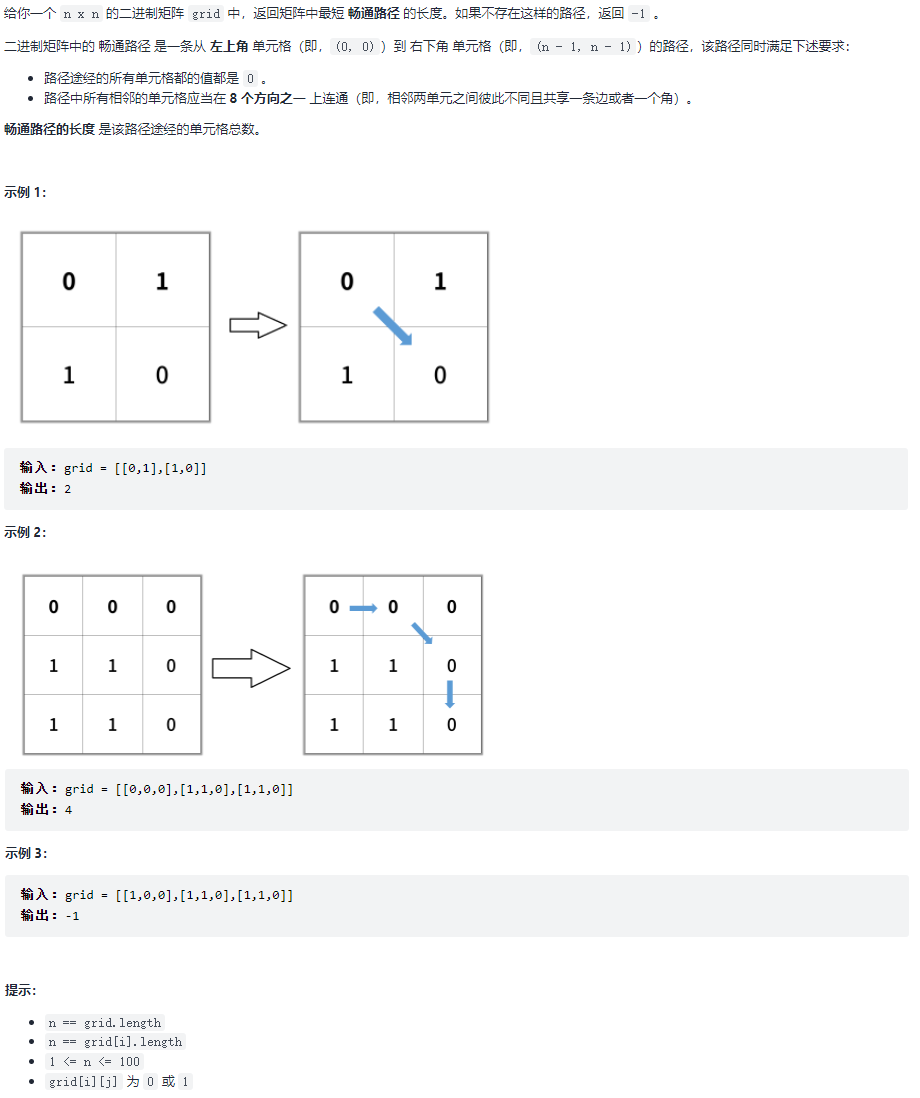 给你一个 n x n 的二进制矩阵 grid 中，返回矩阵中最短 畅通路径 的长度。如果不存在这样的路径，返回 -1 。
二进制矩阵中的 畅通路径 是一条从 左上角 单元格（即，(0, 0)）到 右下角 单元格（即，(n - 1, n - 1)）的路径，该路径同时满足下述要求：
路径途经的所有单元格都的值都是 0 。
路径中所有相邻的单元格应当在 8 个方向之一 上连通（即，相邻两单元之间彼此不同且共享一条边或者一个角）。
畅通路径的长度 是该路径途经的单元格总数。
示例 1：
0 1 0 1
1 0 1 0
输入：grid = [[0,1],[1,0]]
输出：2
示例 2：
0 0 0 0 0 0
1 1 0 1 1 0
1 1 0 1 1 0
输入：grid = [[0,0,0],[1,1,0],[1,1,0]]
输出：4
示例 3：
输入：grid = [[1,0,0],[1,1,0],[1,1,0]]
输出：-1
提示：
n == grid.length
n == grid[i].length
1 <= n <= 100
grid[i][j] 为 0 或 1